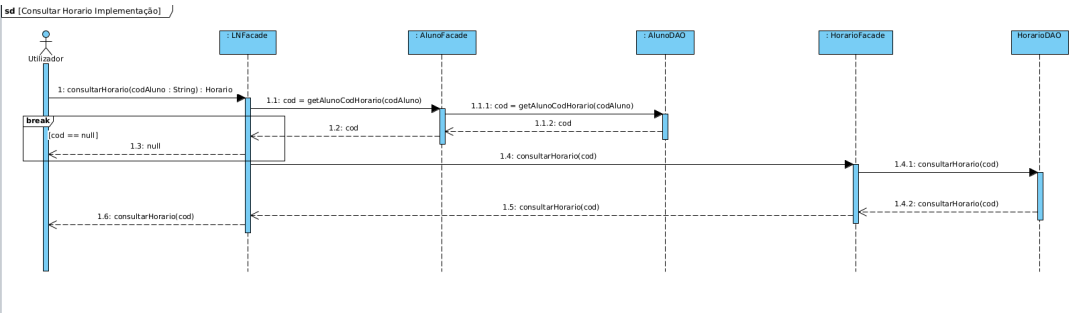 sd [Consultar Horario Implementação]
Utilizador
: LNFacade
: AlunoFacade
: AlunoDAO
: HorarioFacade
HorarioDAO
1: consultarHorario(codAluno : String) : Horario
1.1: cod = getAlunoCodHorario(codAluno)
1.1.1: cod = getAlunoCodHorario(codAluno)
break
[cod == null]
1.1.2: cod
1.2: cod
1.3: null
1.4: consultarHorario(cod)
1.4.1: consultarHorario(cod)
1.4.2: consultarHorario(cod)
1.5: consultarHorario(cod)
1.6: consultarHorario(cod)